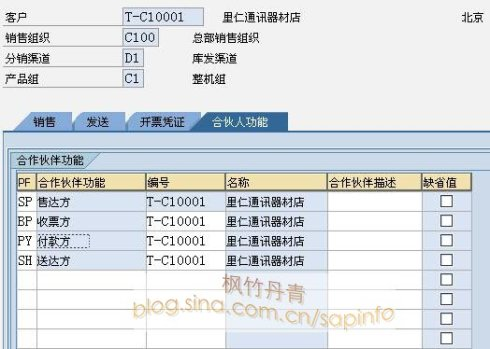 客户 T-C10001 里仁通讯器材店 北京
销售组织 C100 总部销售组织
分销渠道 D1 库发渠道
产品组 C1 整机组
销售 发送 开票凭证 合伙人功能
合作伙伴功能
PF 合作伙伴功能 编号 名称 合作伙伴描述 缺省值
SP 售达方 T-C10001 里仁通讯器材店
BP 收票方 T-C10001 里仁通讯器材店
PY 付款方 T-C10001 里仁通讯器材店
SH 送达方 T-C10001 里仁通讯器材店
枫竹丹青
blog.sina.com.cn/sapinfo